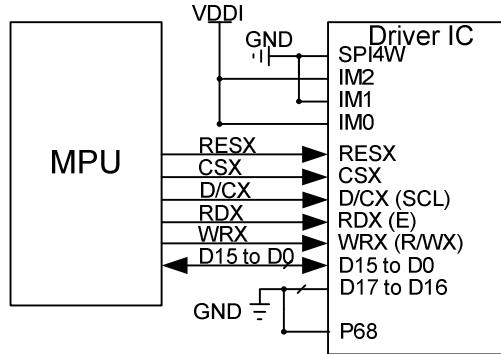 VDDI
Driver IC
GND
SPI4W
IM2
IM1
IM0
MPU
RESX
RESX
CSX
CSX
D/CX
D/CX (SCL)
RDX
RDX (E)
WRX
WRX (R/WX)
D15 to D0
D15 to D0
D17 to D16
GND
P68